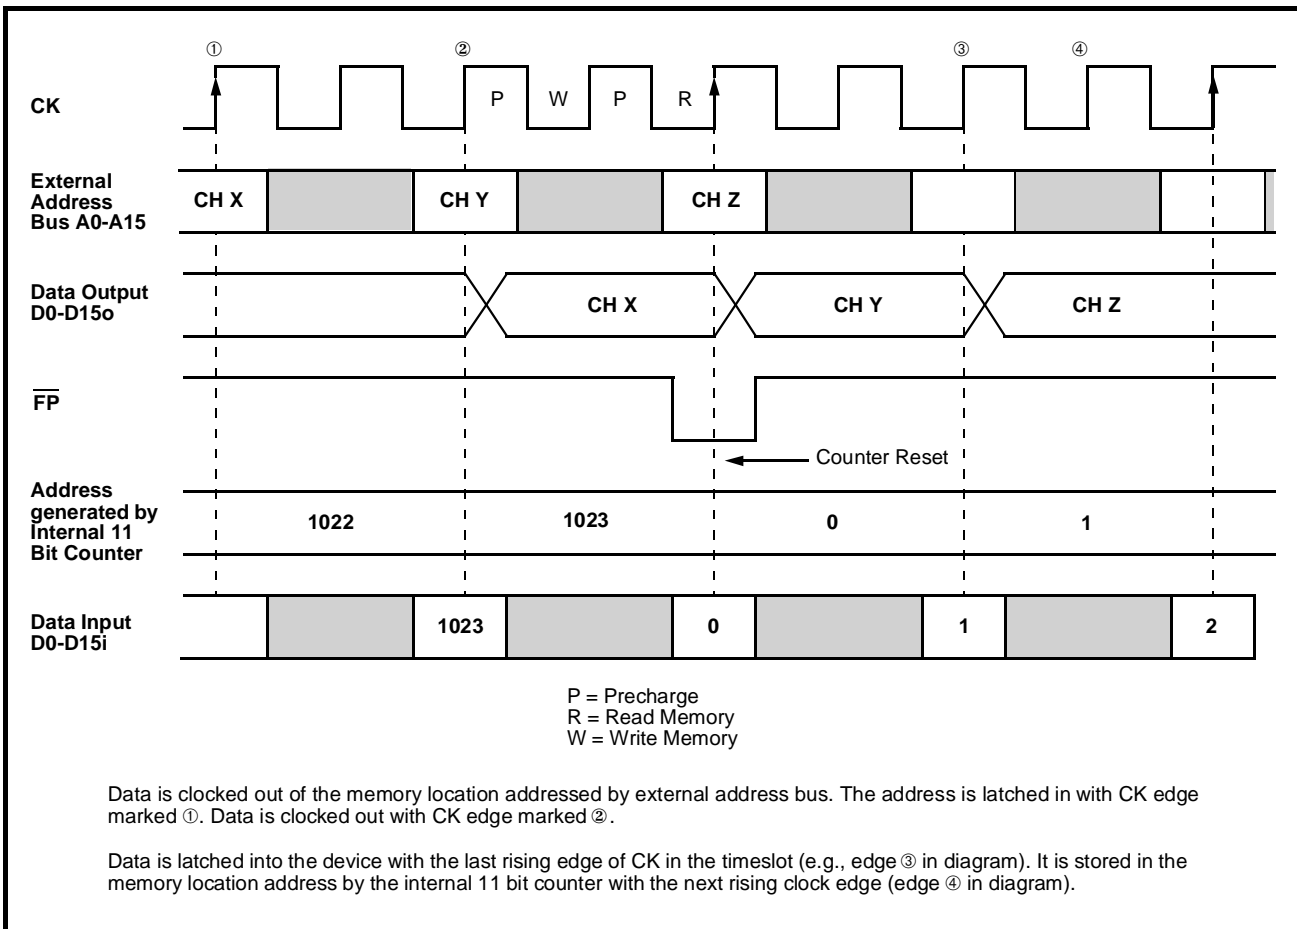 ① ② ③ ④
CK
P W P R
External
Address
Bus A0-A15
CH X CH Y CH Z
Data Output
D0-D15o
CH X CH Y CH Z
FP
Counter Reset
Address
generated by
Internal 11
Bit Counter
1022 1023 0 1
Data Input
D0-D15i
1023 0 1 2
P = Precharge
R = Read Memory
W = Write Memory
Data is clocked out of the memory location addressed by external address bus. The address is latched in with CK edge
marked ①. Data is clocked out with CK edge marked ②.
Data is latched into the device with the last rising edge of CK in the timeslot (e.g., edge ③ in diagram). It is stored in the
memory location address by the internal 11 bit counter with the next rising clock edge (edge ④ in diagram).